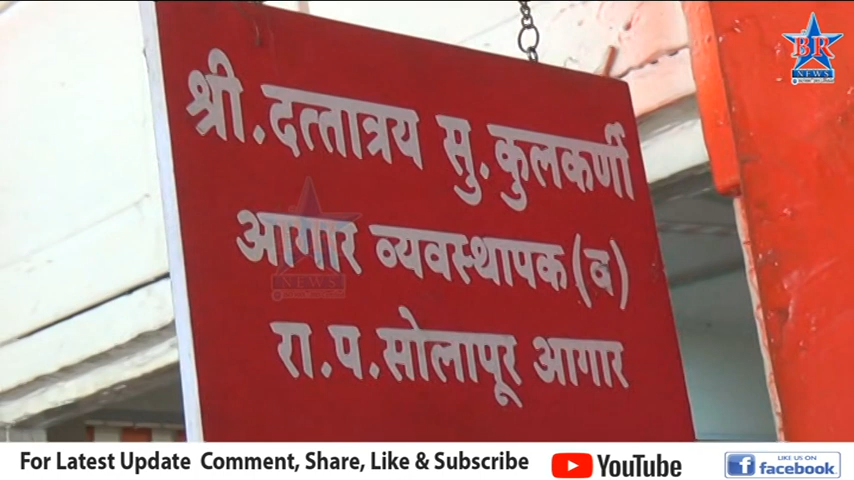 BR
NEWS
श्री. दत्तात्रय सु. कुलकर्णी
आगार व्यवस्थापक (व)
रा. प. सोलापूर आगार
NEWS
For Latest Update Comment, Share, Like & Subscribe
YouTube
LIKE US ON
facebook